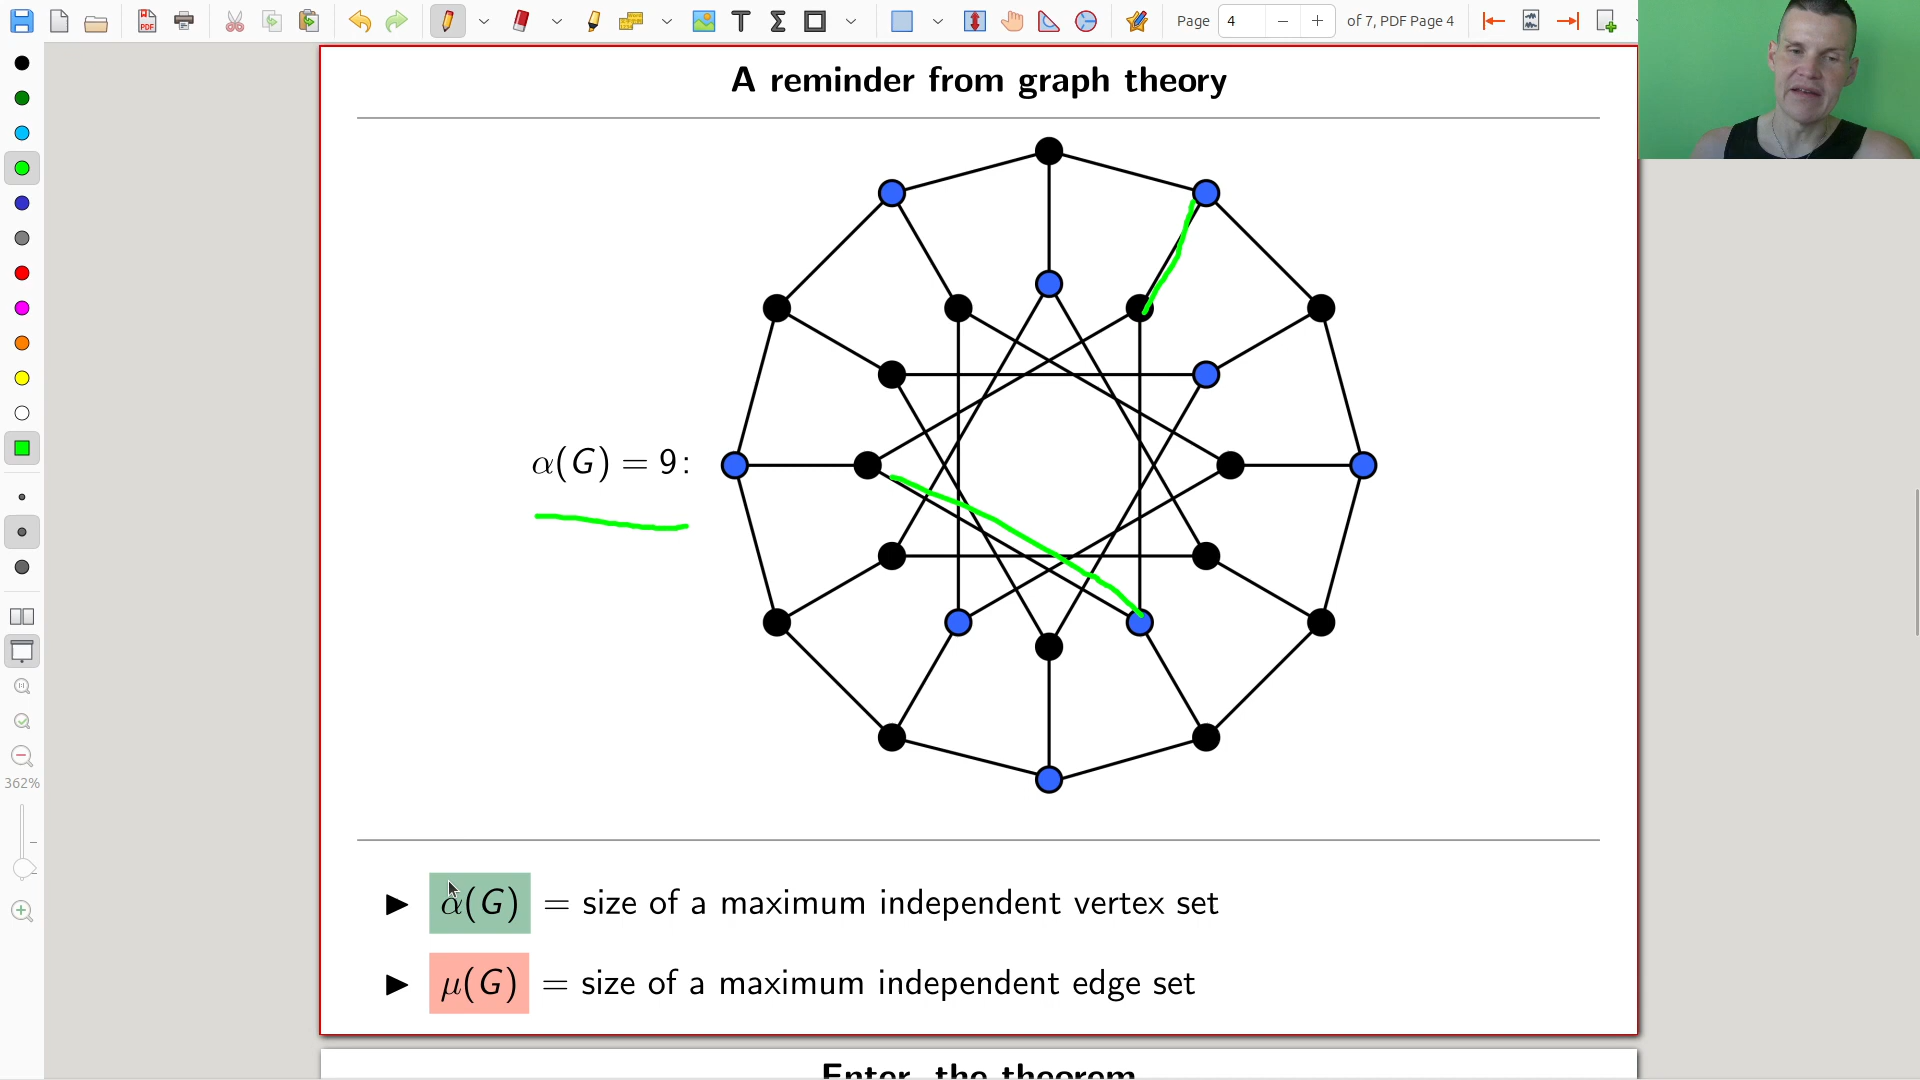 Page 4 of 7, PDF Page 4
A reminder from graph theory
α(G) = 9:
362%
▶ α(G) = size of a maximum independent vertex set
▶ μ(G) = size of a maximum independent edge set
Enter, the theorem